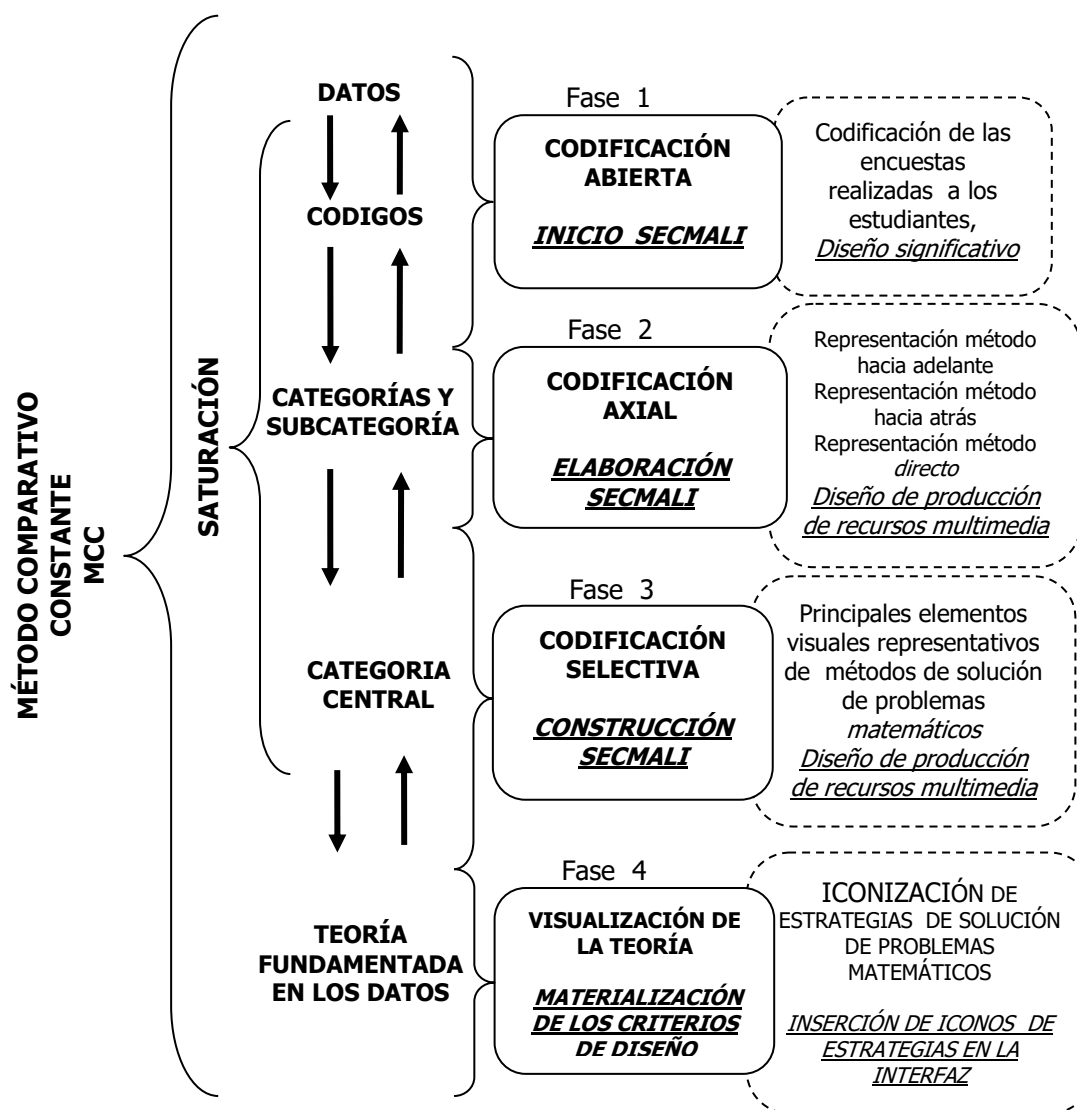 MÉTODO COMPARATIVO
CONSTANTE
MCC
SATURACIÓN
DATOS
CODIGOS
CATEGORÍAS Y
SUBCATEGORÍA
CATEGORIA
CENTRAL
TEORÍA
FUNDAMENTADA
EN LOS DATOS
Fase 1
CODIFICACIÓN
ABIERTA
INICIO SECMALI
Codificación de las
encuestas
realizadas a los
estudiantes,
Diseño significativo
Fase 2
CODIFICACIÓN
AXIAL
ELABORACIÓN
SECMALI
Representación método
hacia adelante
Representación método
hacia atrás
Representación método
directo
Diseño de producción
de recursos multimedia
Fase 3
CODIFICACIÓN
SELECTIVA
CONSTRUCCIÓN
SECMALI
Principales elementos
visuales representativos
de métodos de solución
de problemas
matemáticos
Diseño de producción
de recursos multimedia
Fase 4
VISUALIZACIÓN DE
LA TEORÍA
MATERIALIZACIÓN
DE LOS CRITERIOS
DE DISEÑO
ICONIZACIÓN DE
ESTRATEGIAS DE SOLUCIÓN
DE PROBLEMAS
MATEMÁTICOS
INSERCIÓN DE ICONOS DE
ESTRATEGIAS EN LA
INTERFAZ